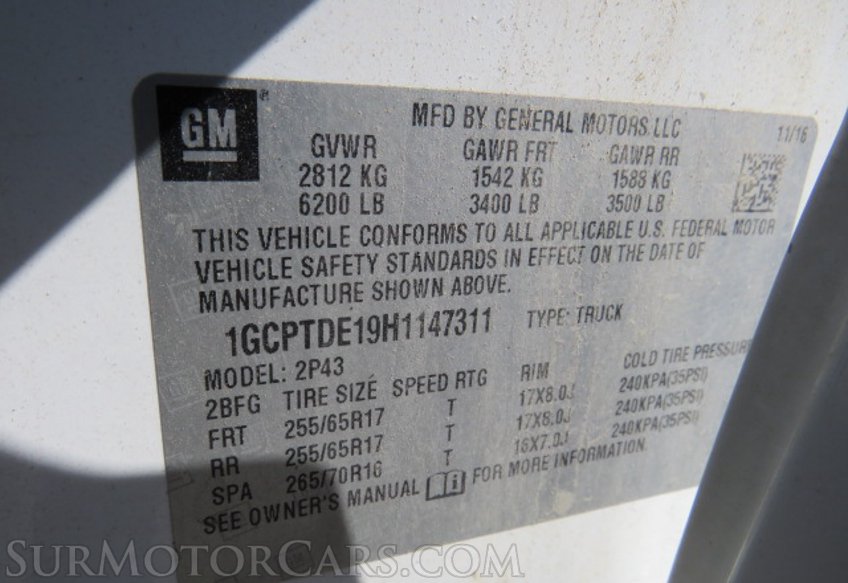 GM ®
MFD BY GENERAL MOTORS LLC
11/16
GVWR GAWR FRT GAWR RR
2812 KG 1542 KG 1588 KG
6200 LB 3400 LB 3500 LB
THIS VEHICLE CONFORMS TO ALL APPLICABLE U.S. FEDERAL MOTOR
VEHICLE SAFETY STANDARDS IN EFFECT ON THE DATE OF
MANUFACTURE SHOWN ABOVE.
1GCPTDE19H1147311 TYPE: TRUCK
MODEL: 2P43
2BFG TIRE SIZE SPEED RTG RIM COLD TIRE PRESSURE
FRT 255/65R17 T 17X8.0J 240KPA(35PSI)
RR 255/65R17 T 17X8.0J 240KPA(35PSI)
SPA 265/70R16 T 16X7.0J 240KPA(35PSI)
SEE OWNER'S MANUAL FOR MORE INFORMATION.
SURMOTORCARS.COM